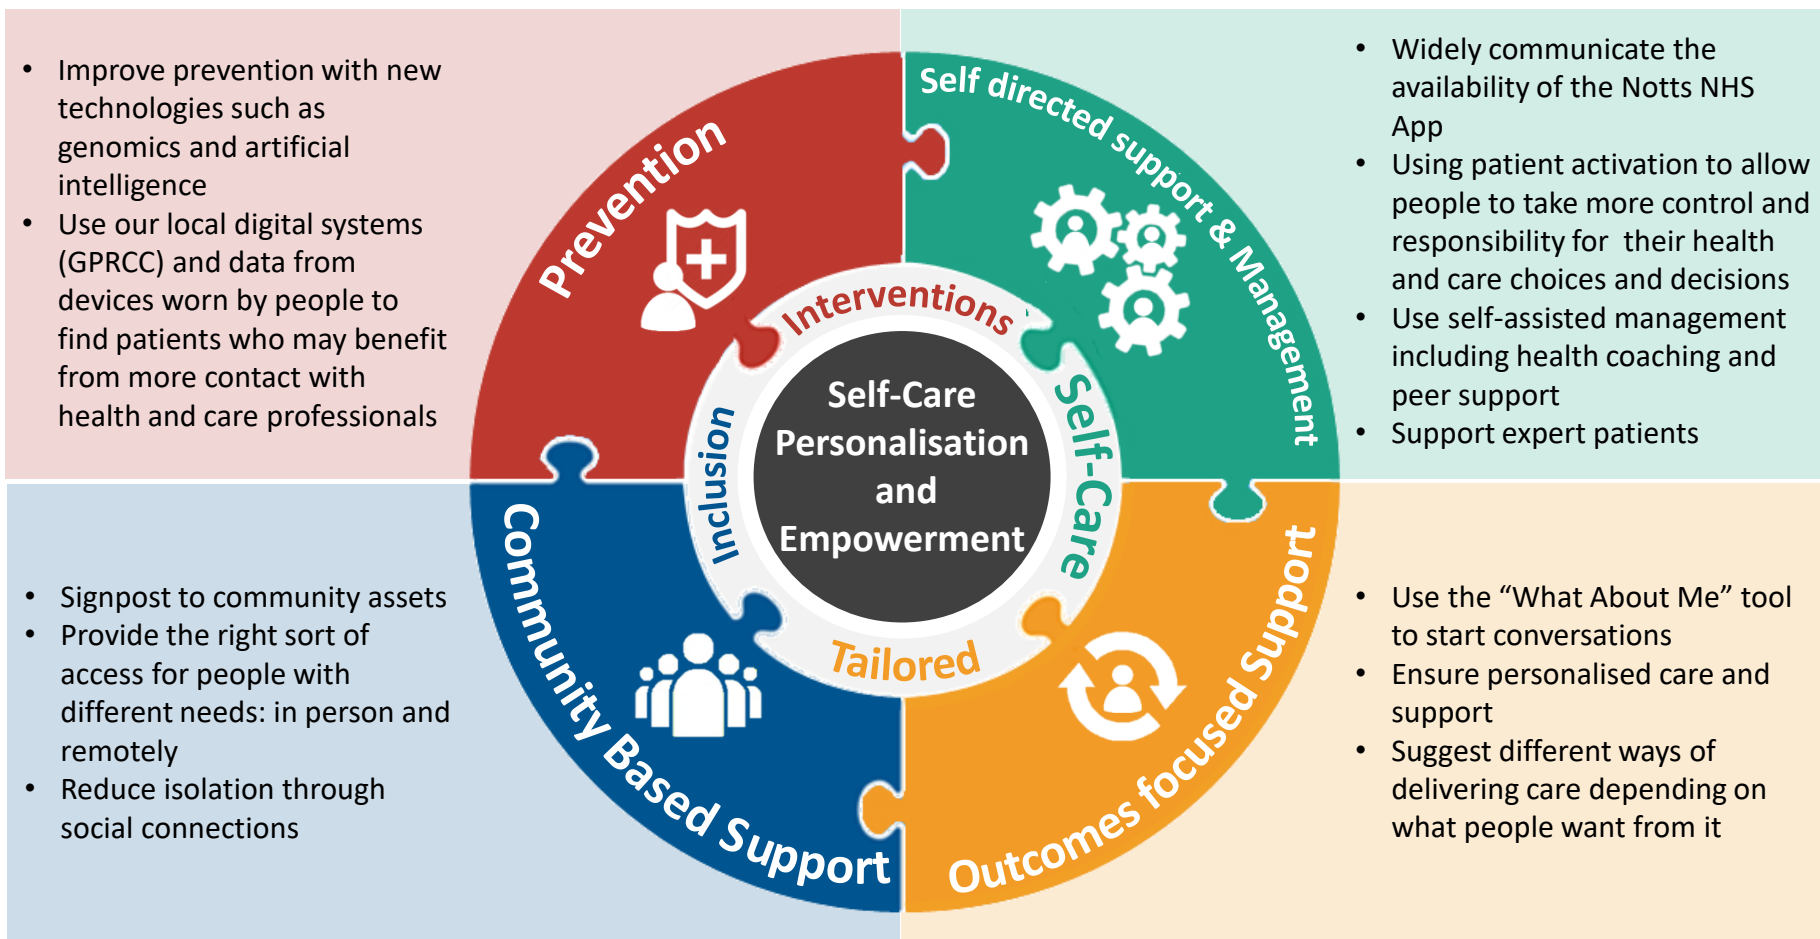 • Improve prevention with new
technologies such as
genomics and artificial
intelligence
• Use our local digital systems
(GPRCC) and data from
devices worn by people to
find patients who may benefit
from more contact with
health and care professionals
Prevention
Self directed support & Management
• Widely communicate the
availability of the Notts NHS
App
• Using patient activation to allow
people to take more control and
responsibility for  their health
and care choices and decisions
• Use self-assisted management
including health coaching and
peer support
• Support expert patients
Interventions
Self-Care
Inclusion
Tailored
Self-Care
Personalisation
and
Empowerment
• Signpost to community assets
• Provide the right sort of
access for people with
different needs: in person and
remotely
• Reduce isolation through
social connections
Community Based Support
Outcomes focused Support
• Use the “What About Me” tool
to start conversations
• Ensure personalised care and
support
• Suggest different ways of
delivering care depending on
what people want from it